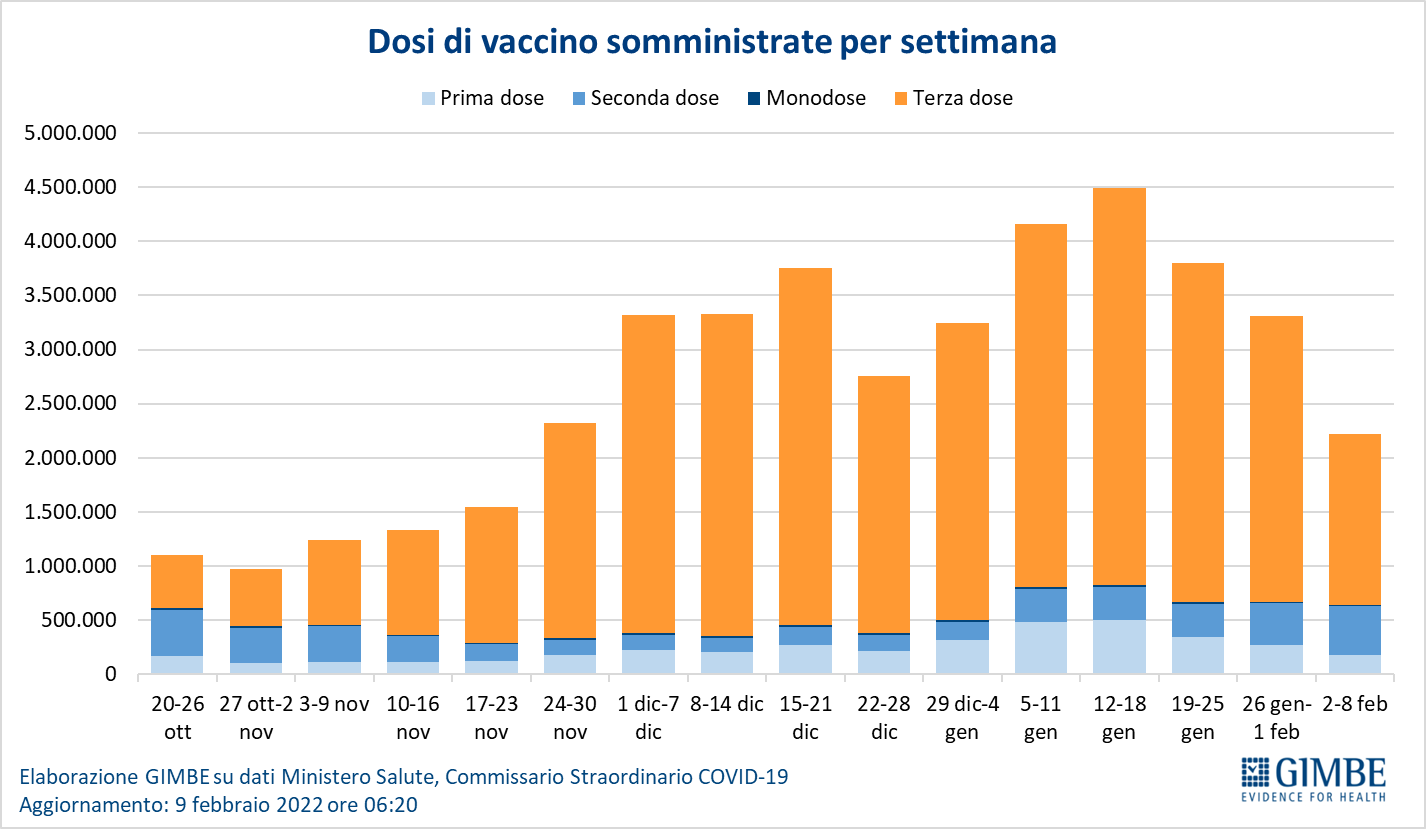 Dosi di vaccino somministrate per settimana
Prima dose Seconda dose Monodose Terza dose
5.000.000
4.500.000
4.000.000
3.500.000
3.000.000
2.500.000
2.000.000
1.500.000
1.000.000
500.000
0
20-26 27 ott-2 3-9 nov 10-16 17-23 24-30 1 dic-7 8-14 dic 15-21 22-28 29 dic-4 5-11 12-18 19-25 26 gen- 2-8 feb
ott nov nov nov nov dic dic dic gen gen gen gen 1 feb
Elaborazione GIMBE su dati Ministero Salute, Commissario Straordinario COVID-19
Aggiornamento: 9 febbraio 2022 ore 06:20
GIMBE
EVIDENCE FOR HEALTH